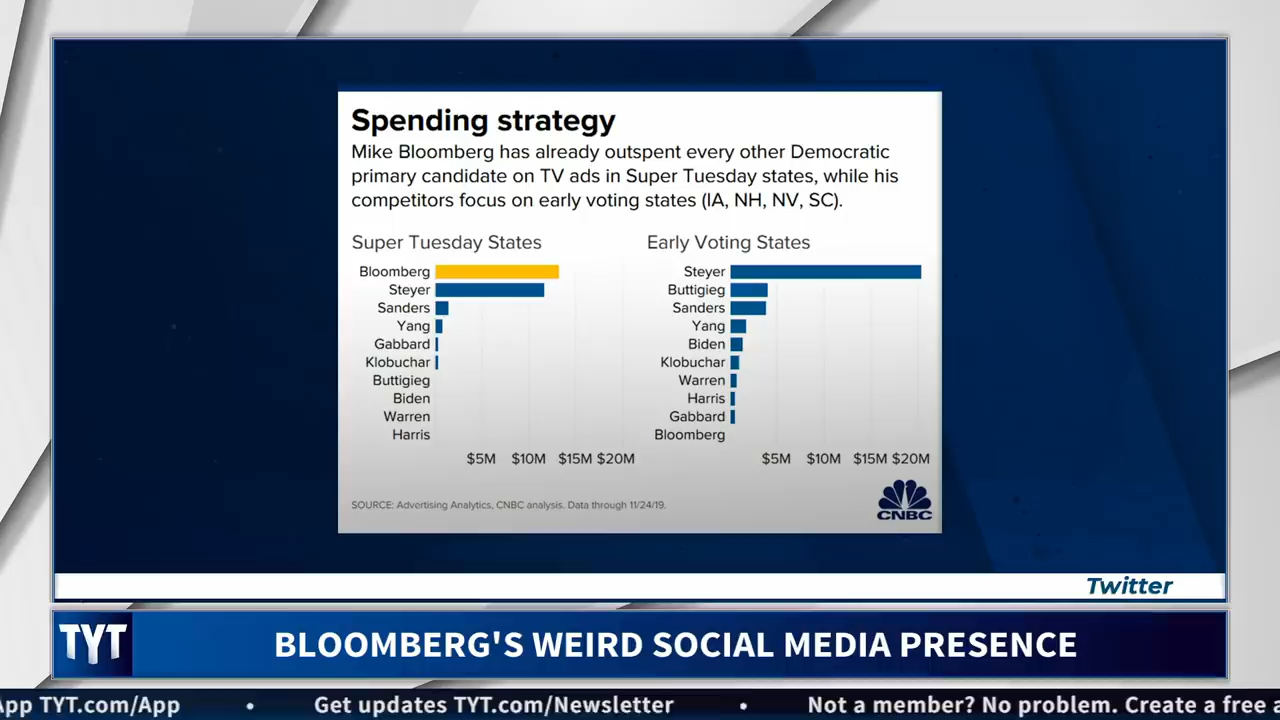 Spending strategy
Mike Bloomberg has already outspent every other Democratic
primary candidate on TV ads in Super Tuesday states, while his
competitors focus on early voting states (IA, NH, NV, SC).
Super Tuesday States
Bloomberg
Steyer
Sanders
Yang
Gabbard
Klobuchar
Buttigieg
Biden
Warren
Harris
$5M $10M $15M $20M
Early Voting States
Steyer
Buttigieg
Sanders
Yang
Biden
Klobuchar
Warren
Harris
Gabbard
Bloomberg
$5M $10M $15M $20M
SOURCE: Advertising Analytics, CNBC analysis. Data through 11/24/19.
CNBC
Twitter
TYT
BLOOMBERG'S WEIRD SOCIAL MEDIA PRESENCE
App TYT.com/App • Get updates TYT.com/Newsletter • Not a member? No problem. Create a free a